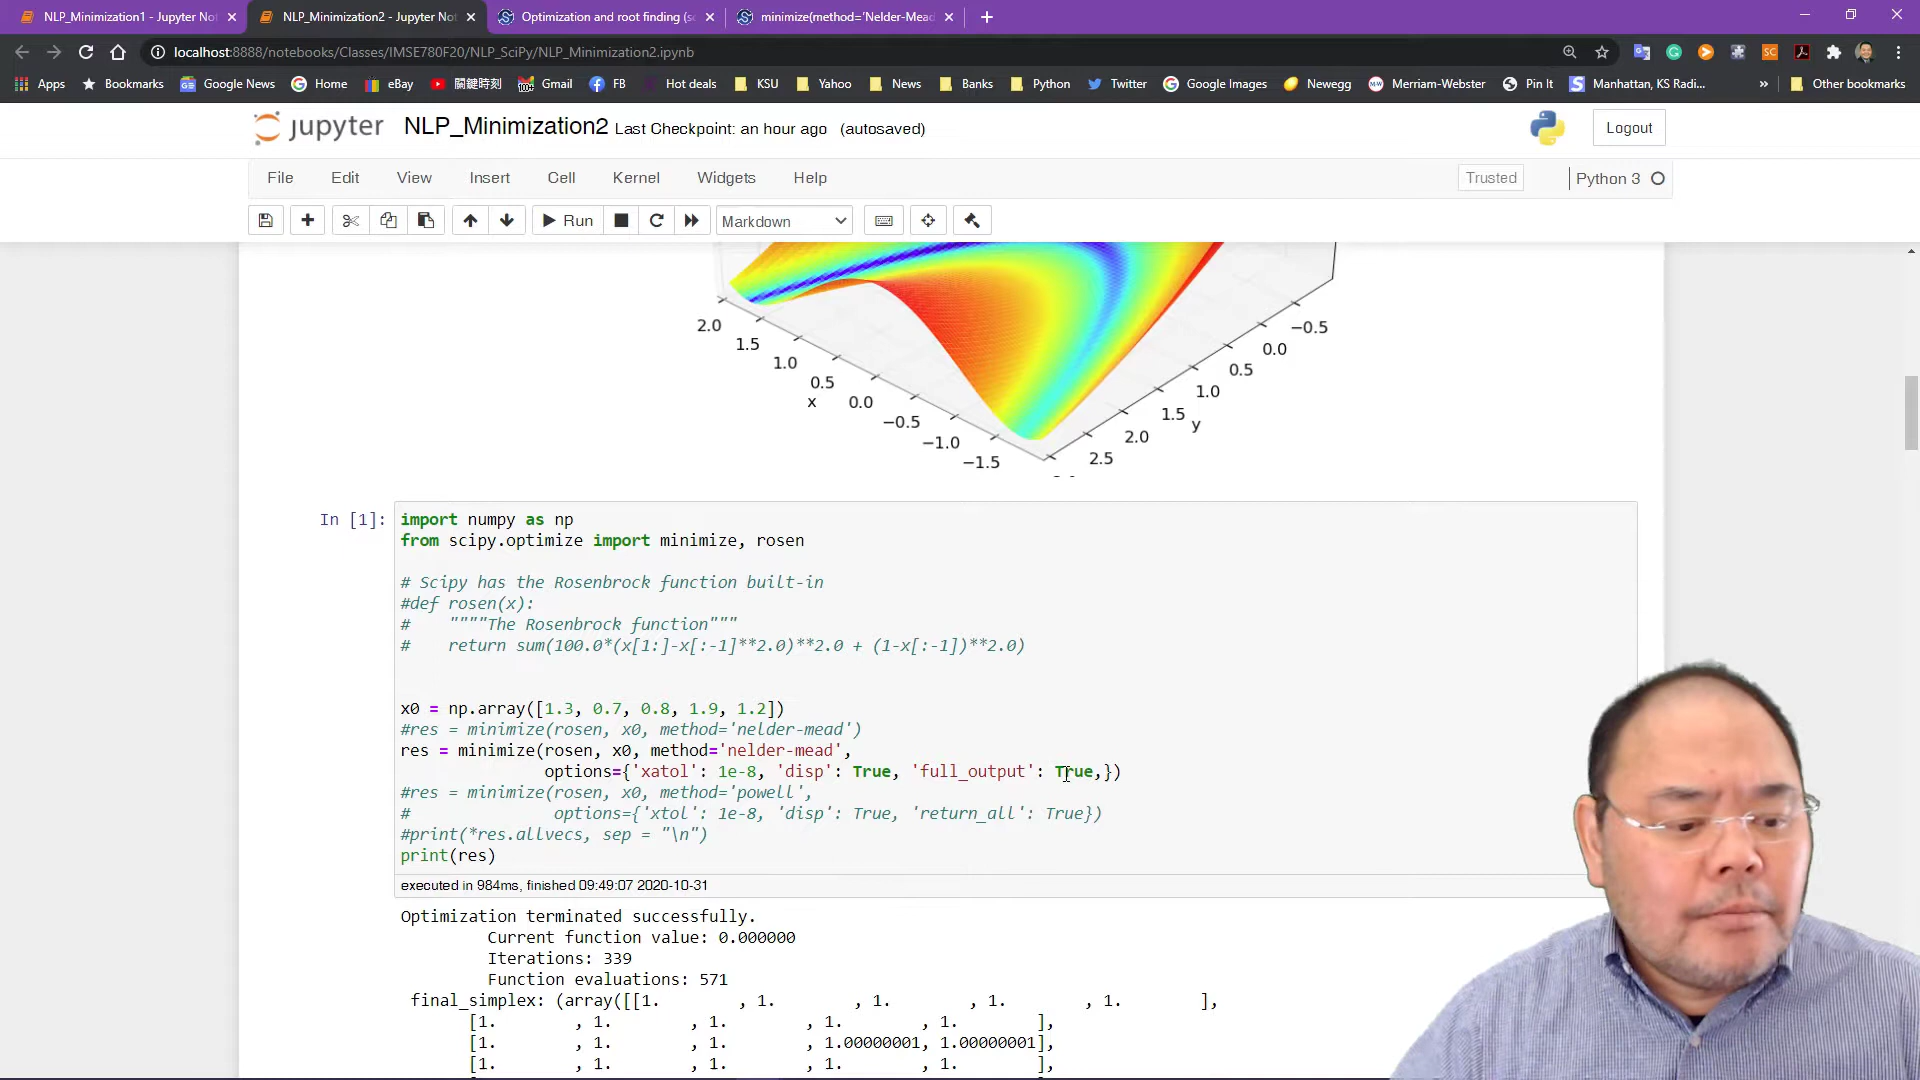 NLP_Minimization1 - Jupyter Not
NLP_Minimization2 - Jupyter Not
Optimization and root finding (sc
minimize(method='Nelder-Mead
localhost:8888/notebooks/Classes/IMSE780F20/NLP_SciPy/NLP_Minimization2.ipynb
Apps Bookmarks Google News Home eBay 關鍵時刻 Gmail FB Hot deals KSU Yahoo News Banks Python Twitter Google Images Newegg Merriam-Webster Pin It Manhattan, KS Radi... » Other bookmarks
jupyter NLP_Minimization2 Last Checkpoint: an hour ago (autosaved)
Logout
File Edit View Insert Cell Kernel Widgets Help
Trusted
Python 3
Run
Markdown
2.0
1.5
1.0
0.5
0.0
−0.5
−1.0
−1.5
x
−0.5
0.0
0.5
1.0
1.5
2.0
2.5
y
In [1]:
import numpy as np
from scipy.optimize import minimize, rosen
# Scipy has the Rosenbrock function built-in
#def rosen(x):
#    """"The Rosenbrock function"""
#    return sum(100.0*(x[1:]-x[:-1]**2.0)**2.0 + (1-x[:-1])**2.0)
x0 = np.array([1.3, 0.7, 0.8, 1.9, 1.2])
#res = minimize(rosen, x0, method='nelder-mead')
res = minimize(rosen, x0, method='nelder-mead',
options={'xatol': 1e-8, 'disp': True, 'full_output': True,})
#res = minimize(rosen, x0, method='powell',
#               options={'xtol': 1e-8, 'disp': True, 'return_all': True})
#print(*res.allvecs, sep = "\n")
print(res)
executed in 984ms, finished 09:49:07 2020-10-31
Optimization terminated successfully.
Current function value: 0.000000
Iterations: 339
Function evaluations: 571
final_simplex: (array([[1.        , 1.        , 1.        , 1.        , 1.        ],
[1.        , 1.        , 1.        , 1.        , 1.        ],
[1.        , 1.        , 1.        , 1.00000001, 1.00000001],
[1.        , 1.        , 1.        , 1.        , 1.        ],